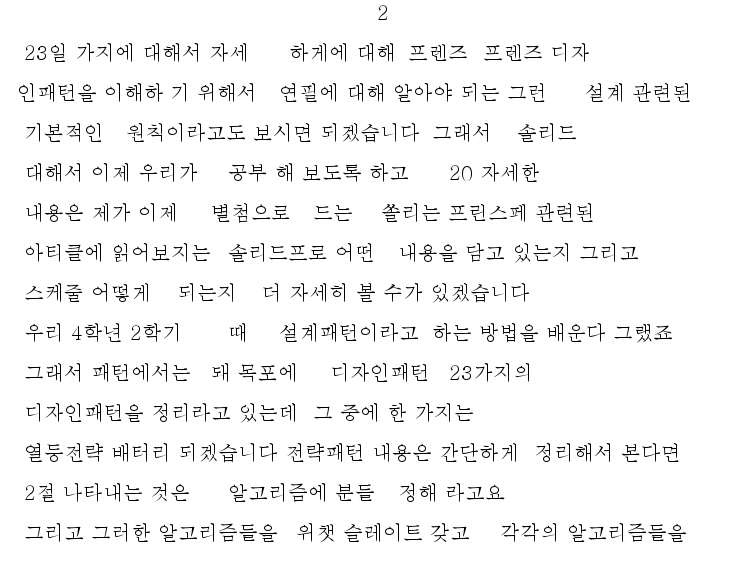 2
23일 가지에 대해서 자세 하게에 대해 프렌즈 프렌즈 디자
인패턴을 이해하 기 위해서 연필에 대해 알아야 되는 그런 설계 관련된
기본적인 원칙이라고도 보시면 되겠습니다 그래서 솔리드
대해서 이제 우리가 공부 해 보도록 하고 20 자세한
내용은 제가 이제 별첨으로 드는 쏠리는 프린스페 관련된
아티클에 읽어보지는 솔리드프로 어떤 내용을 담고 있는지 그리고
스케줄 어떻게 되는지 더 자세히 볼 수가 있겠습니다
우리 4학년 2학기 때 설계패턴이라고 하는 방법을 배운다 그랬죠
그래서 패턴에서는 돼 목포에 디자인패턴 23가지의
디자인패턴을 정리라고 있는데 그 중에 한 가지는
열등전략 배터리 되겠습니다 전략패턴 내용은 간단하게 정리해서 본다면
2절 나타내는 것은 알고리즘에 분들 정해 라고요
그리고 그러한 알고리즘들을 위챗 슬레이트 갖고 각각의 알고리즘들을